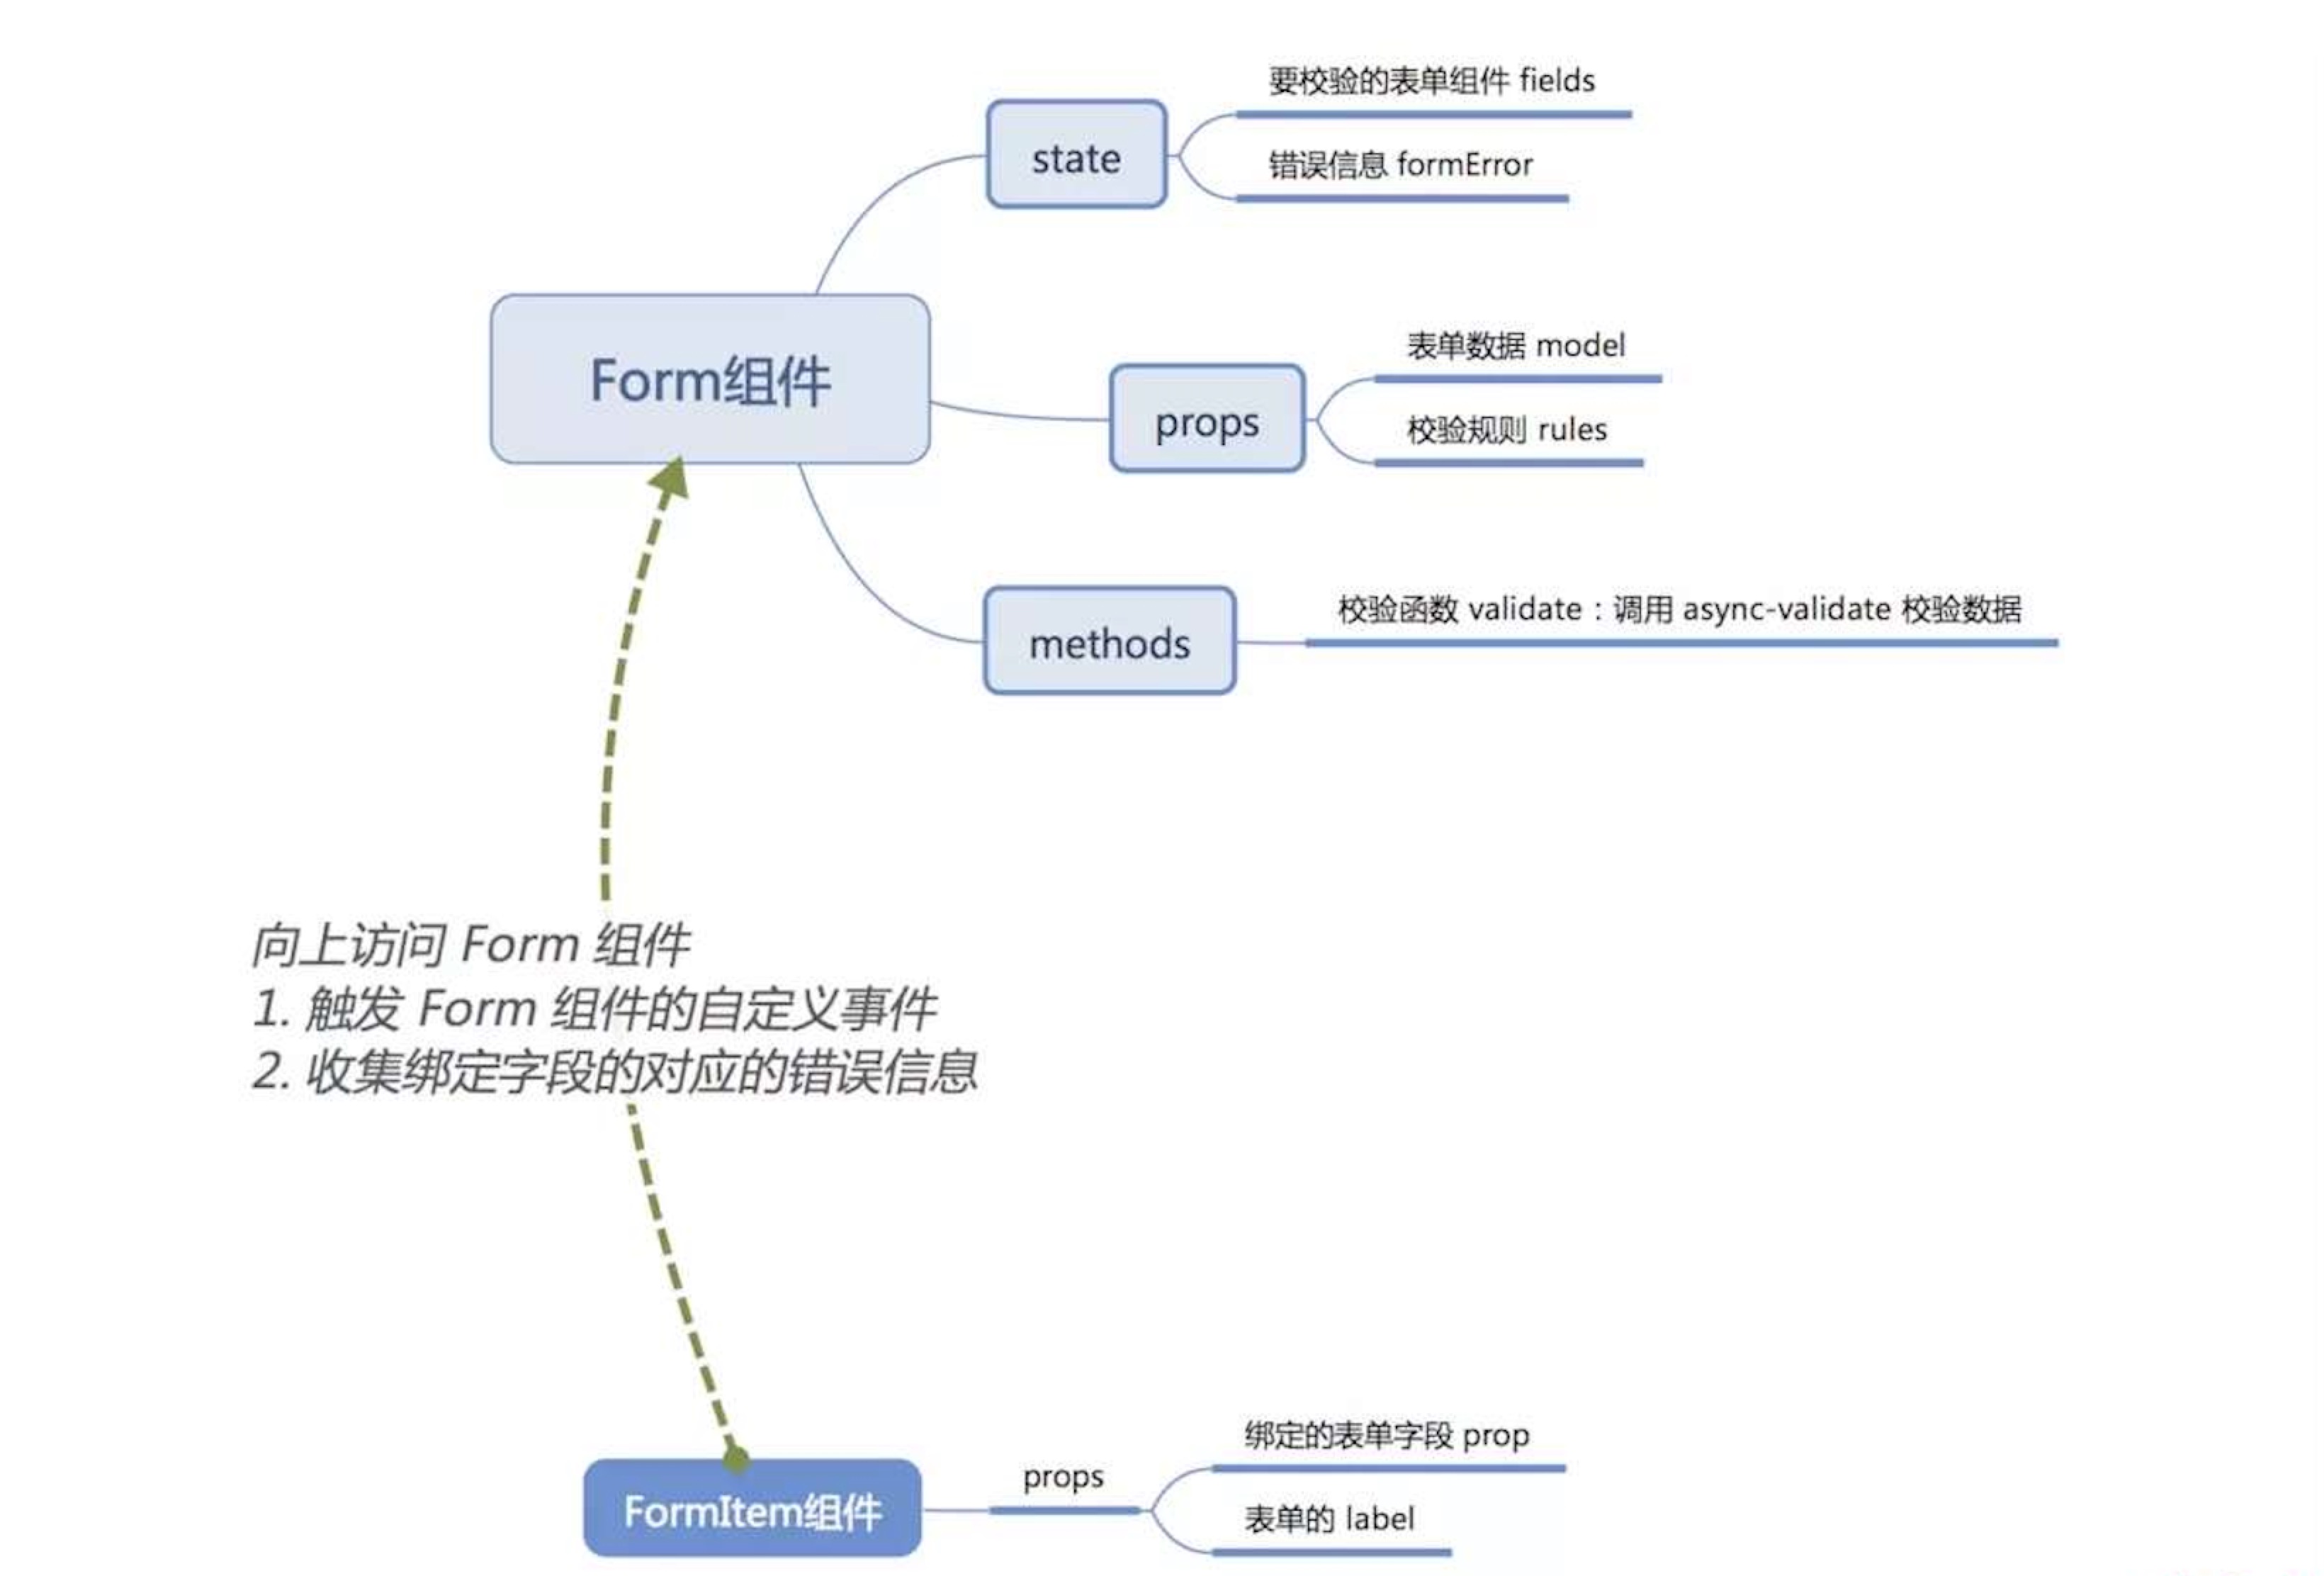 要校验的表单组件 fields
state
错误信息 formError
Form组件
表单数据 model
props
校验规则 rules
methods
校验函数 validate：调用 async-validate 校验数据
向上访问 Form 组件
1. 触发 Form 组件的自定义事件
2. 收集绑定字段的对应的错误信息
FormItem组件
props
绑定的表单字段 prop
表单的 label